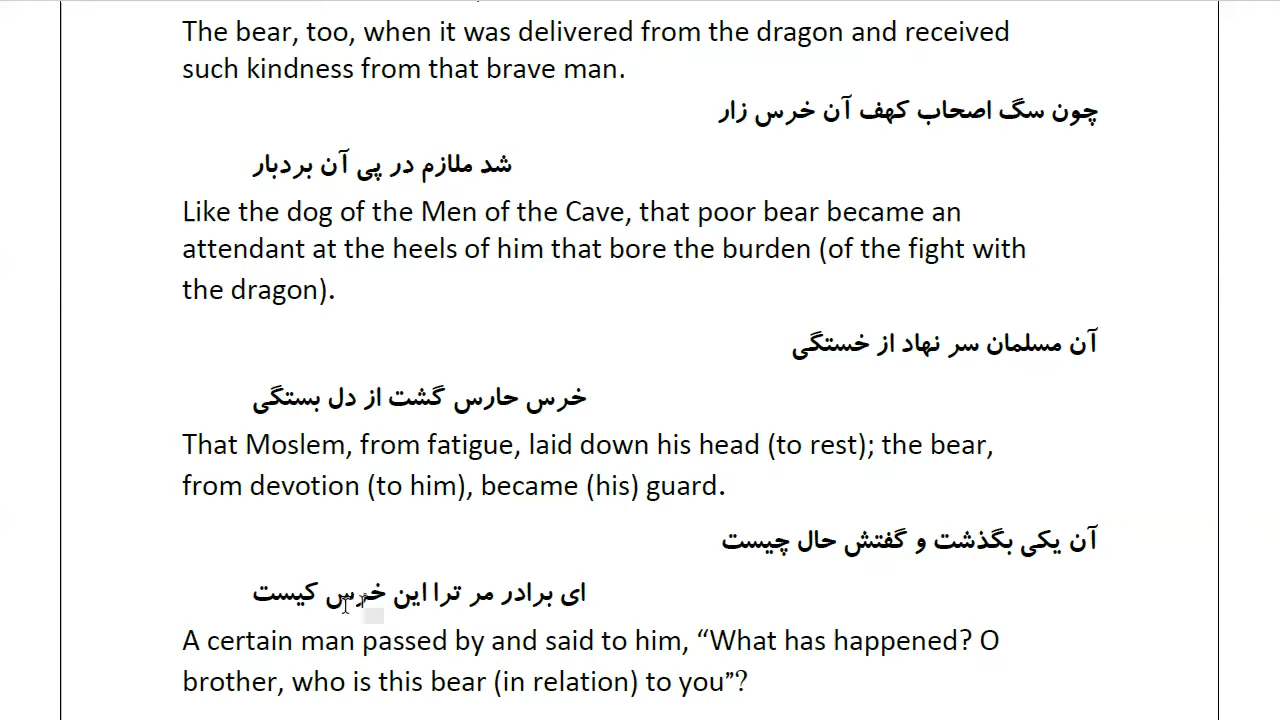 The bear, too, when it was delivered from the dragon and received
such kindness from that brave man.
چون سگ اصحاب کهف آن خرس زار
شد ملازم در پی آن بردبار
Like the dog of the Men of the Cave, that poor bear became an
attendant at the heels of him that bore the burden (of the fight with
the dragon).
آن مسلمان سر نهاد از خستگی
خرس حارس گشت از دل بستگی
That Moslem, from fatigue, laid down his head (to rest); the bear,
from devotion (to him), became (his) guard.
آن یکی بگذشت و گفتش حال چیست
ای برادر مر ترا این خرس کیست
A certain man passed by and said to him, “What has happened? O
brother, who is this bear (in relation) to you”?